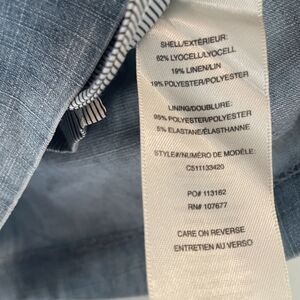 SHELL/EXTÉRIEUR:
62% LYOCELL/LYOCELL
19% LINEN/LIN
19% POLYESTER/POLYESTER
LINING/DOUBLURE:
95% POLYESTER/POLYESTER
5% ELASTANE/ÉLASTHANNE
STYLE#/NUMÉRO DE MODÈLE:
C511133420
PO# 113162
RN# 107677
CARE ON REVERSE
ENTRETIEN AU VERSO